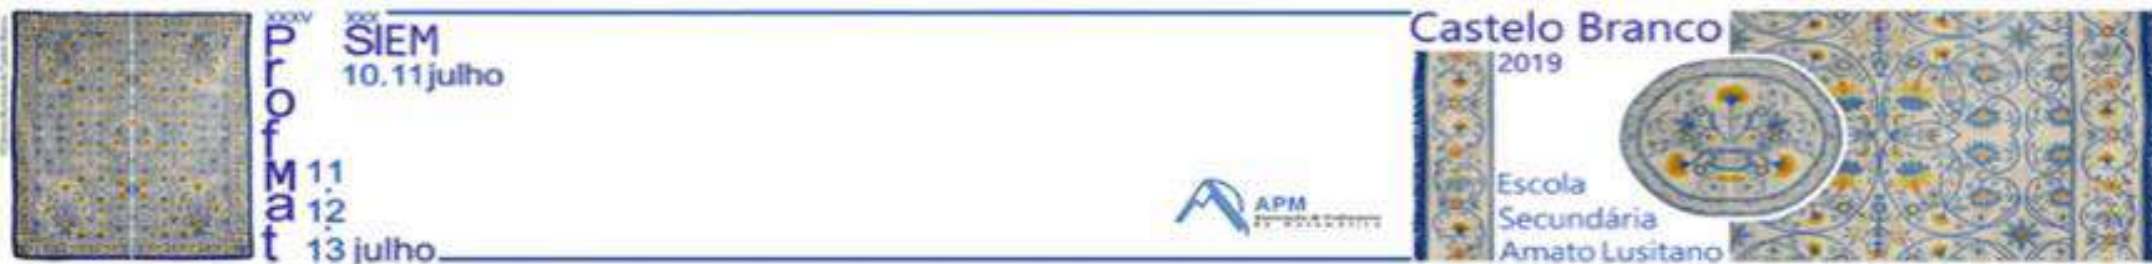 XXXV
ProfMat
11.
12.
13 julho
XXX
SIEM
10.11 julho
APM
Castelo Branco
2019
Escola
Secundária
Amato Lusitano